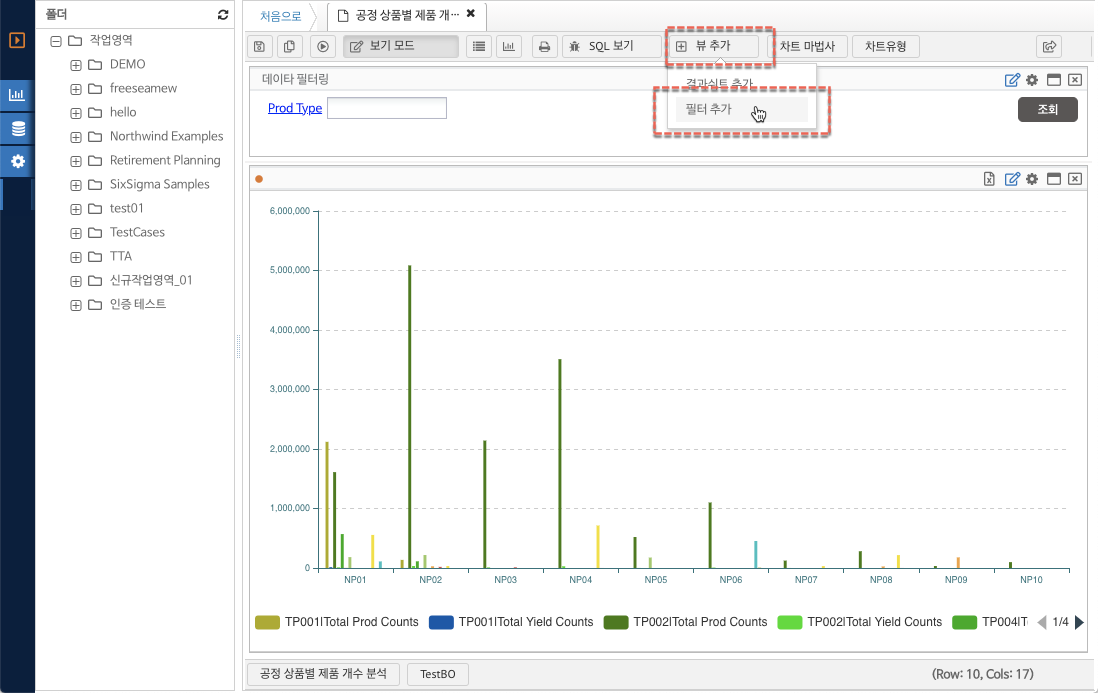 폴더
처음으로
공정 상품별 제품 개···
작업영역
DEMO
freeseamew
hello
Northwind Examples
Retirement Planning
SixSigma Samples
test01
TestCases
TTA
신규작업영역_01
인증 테스트
보기 모드
SQL 보기
뷰 추가
차트 마법사
차트유형
결과시트 추가
필터 추가
데이타 필터링
Prod Type
조회
6,000,000
5,000,000
4,000,000
3,000,000
2,000,000
1,000,000
0
NP01 NP02 NP03 NP04 NP05 NP06 NP07 NP08 NP09 NP10
TP001|Total Prod Counts TP001|Total Yield Counts TP002|Total Prod Counts TP002|Total Yield Counts TP004|T 1/4
공정 상품별 제품 개수 분석 TestBO (Row: 10, Cols: 17)